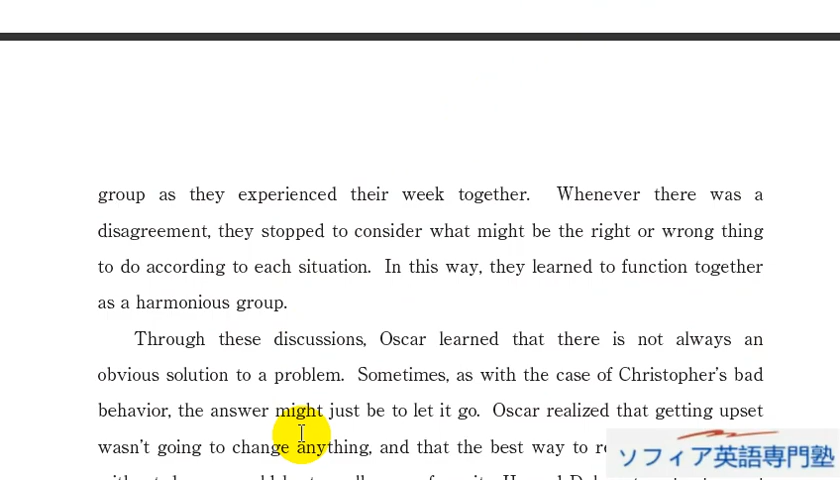 group as they experienced their week together. Whenever there was a
disagreement, they stopped to consider what might be the right or wrong thing
to do according to each situation. In this way, they learned to function together
as a harmonious group.
Through these discussions, Oscar learned that there is not always an
obvious solution to a problem. Sometimes, as with the case of Christopher's bad
behavior, the answer might just be to let it go. Oscar realized that getting upset
wasn't going to change anything, and that the best way to
ソフィア英語専門塾